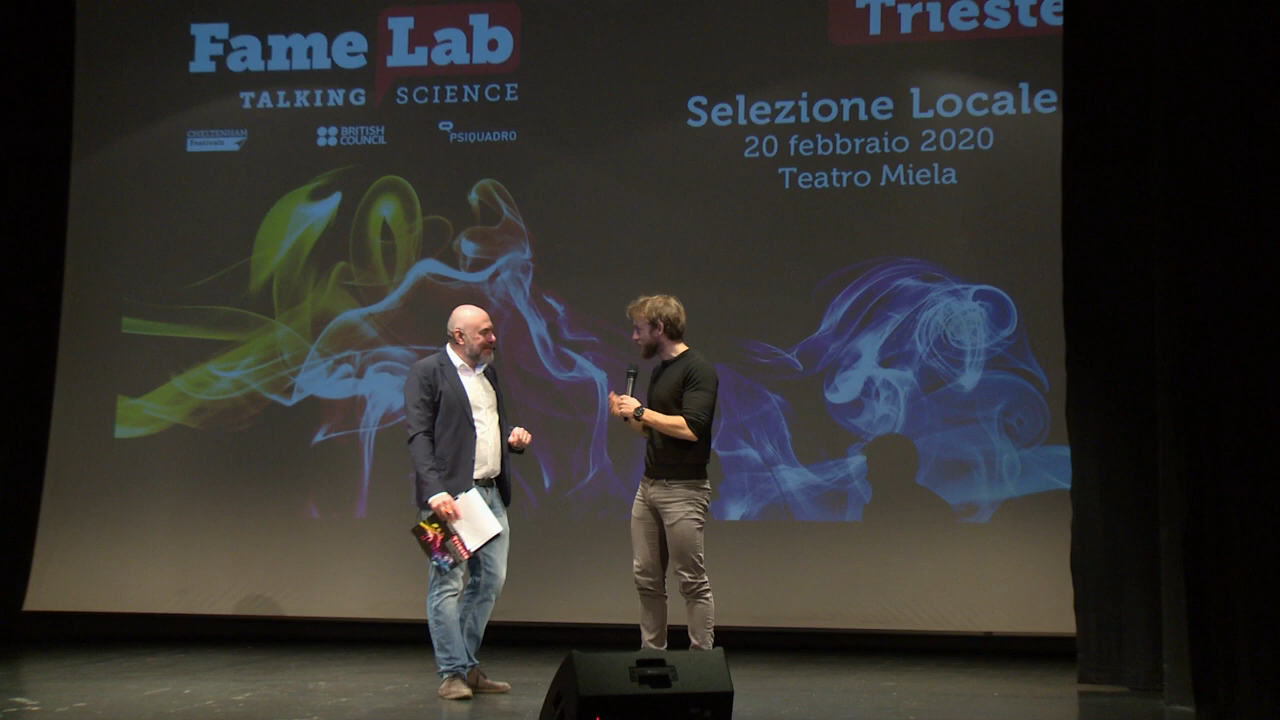 Fame Lab
TALKING SCIENCE
CHELTENHAM
Festivals
BRITISH
COUNCIL
PSIQUADRO
Trieste
Selezione Locale
20 febbraio 2020
Teatro Miela